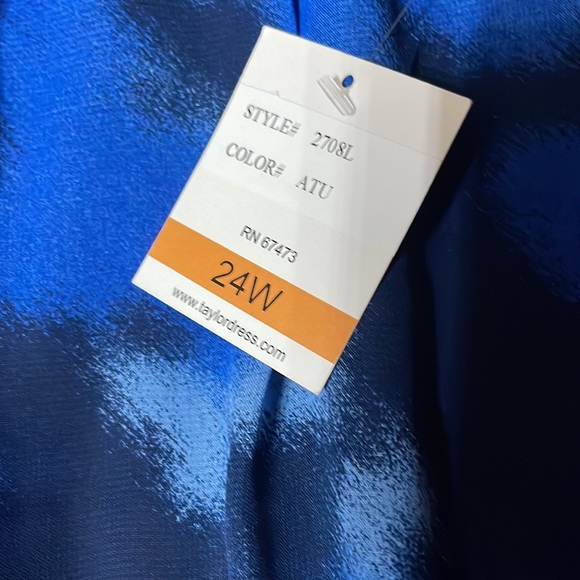 STYLE# 2708L
COLOR# ATU
RN 67473
24W
www.taylordress.com